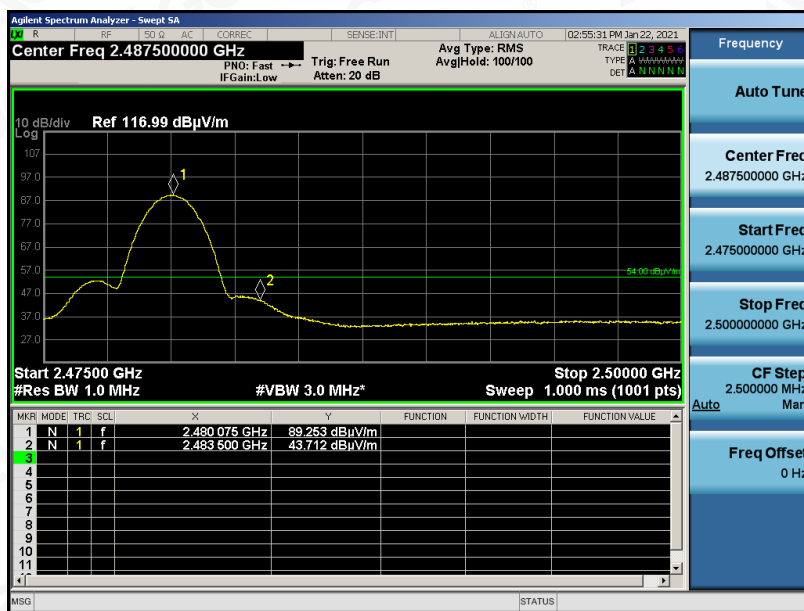 Agilent Spectrum Analyzer - Swept SA
LXI R RF 50 Ω AC CORREC SENSE:INT ALIGN AUTO 02:55:31 PM Jan 22, 2021
Center Freq 2.487500000 GHz
PNO: Fast
IFGain:Low
Trig: Free Run
Atten: 20 dB
Avg Type: RMS
Avg|Hold: 100/100
TRACE 1 2 3 4 5 6
TYPE A WWWWW
DET A N N N N N
10 dB/div Ref 116.99 dBµV/m
Log
107
97.0
87.0
77.0
67.0
57.0
47.0
37.0
27.0
1
2
54.00 dBµV/m
Start 2.47500 GHz Stop 2.50000 GHz
#Res BW 1.0 MHz #VBW 3.0 MHz* Sweep 1.000 ms (1001 pts)
MKR MODE TRC SCL X Y FUNCTION FUNCTION WIDTH FUNCTION VALUE
1 N 1 f 2.480 075 GHz 89.253 dBµV/m
2 N 1 f 2.483 500 GHz 43.712 dBµV/m
3
4
5
6
7
8
9
10
11
MSG STATUS
Frequency
Auto Tune
Center Freq
2.487500000 GHz
Start Freq
2.475000000 GHz
Stop Freq
2.500000000 GHz
CF Step
2.500000 MHz
Auto Man
Freq Offset
0 Hz